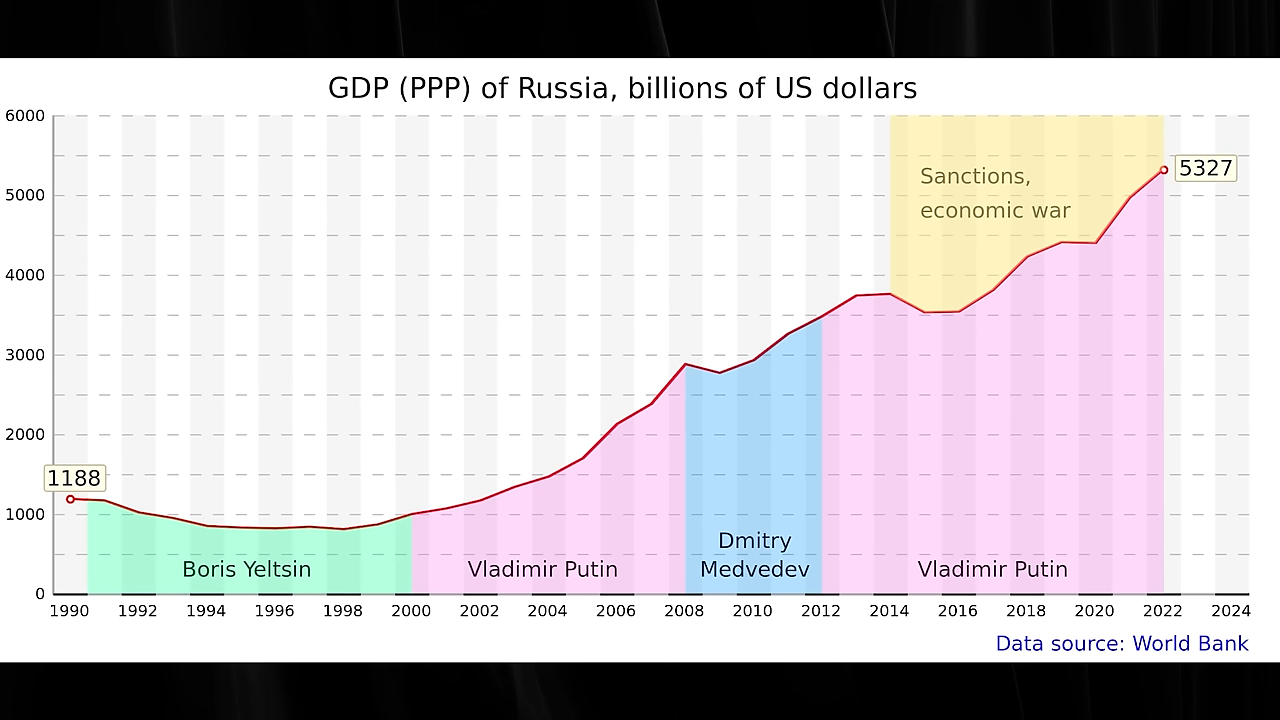 GDP (PPP) of Russia, billions of US dollars
6000
5000
4000
3000
2000
1000
0
Sanctions,
economic war
5327
1188
Boris Yeltsin
Vladimir Putin
Dmitry
Medvedev
Vladimir Putin
1990 1992 1994 1996 1998 2000 2002 2004 2006 2008 2010 2012 2014 2016 2018 2020 2022 2024
Data source: World Bank